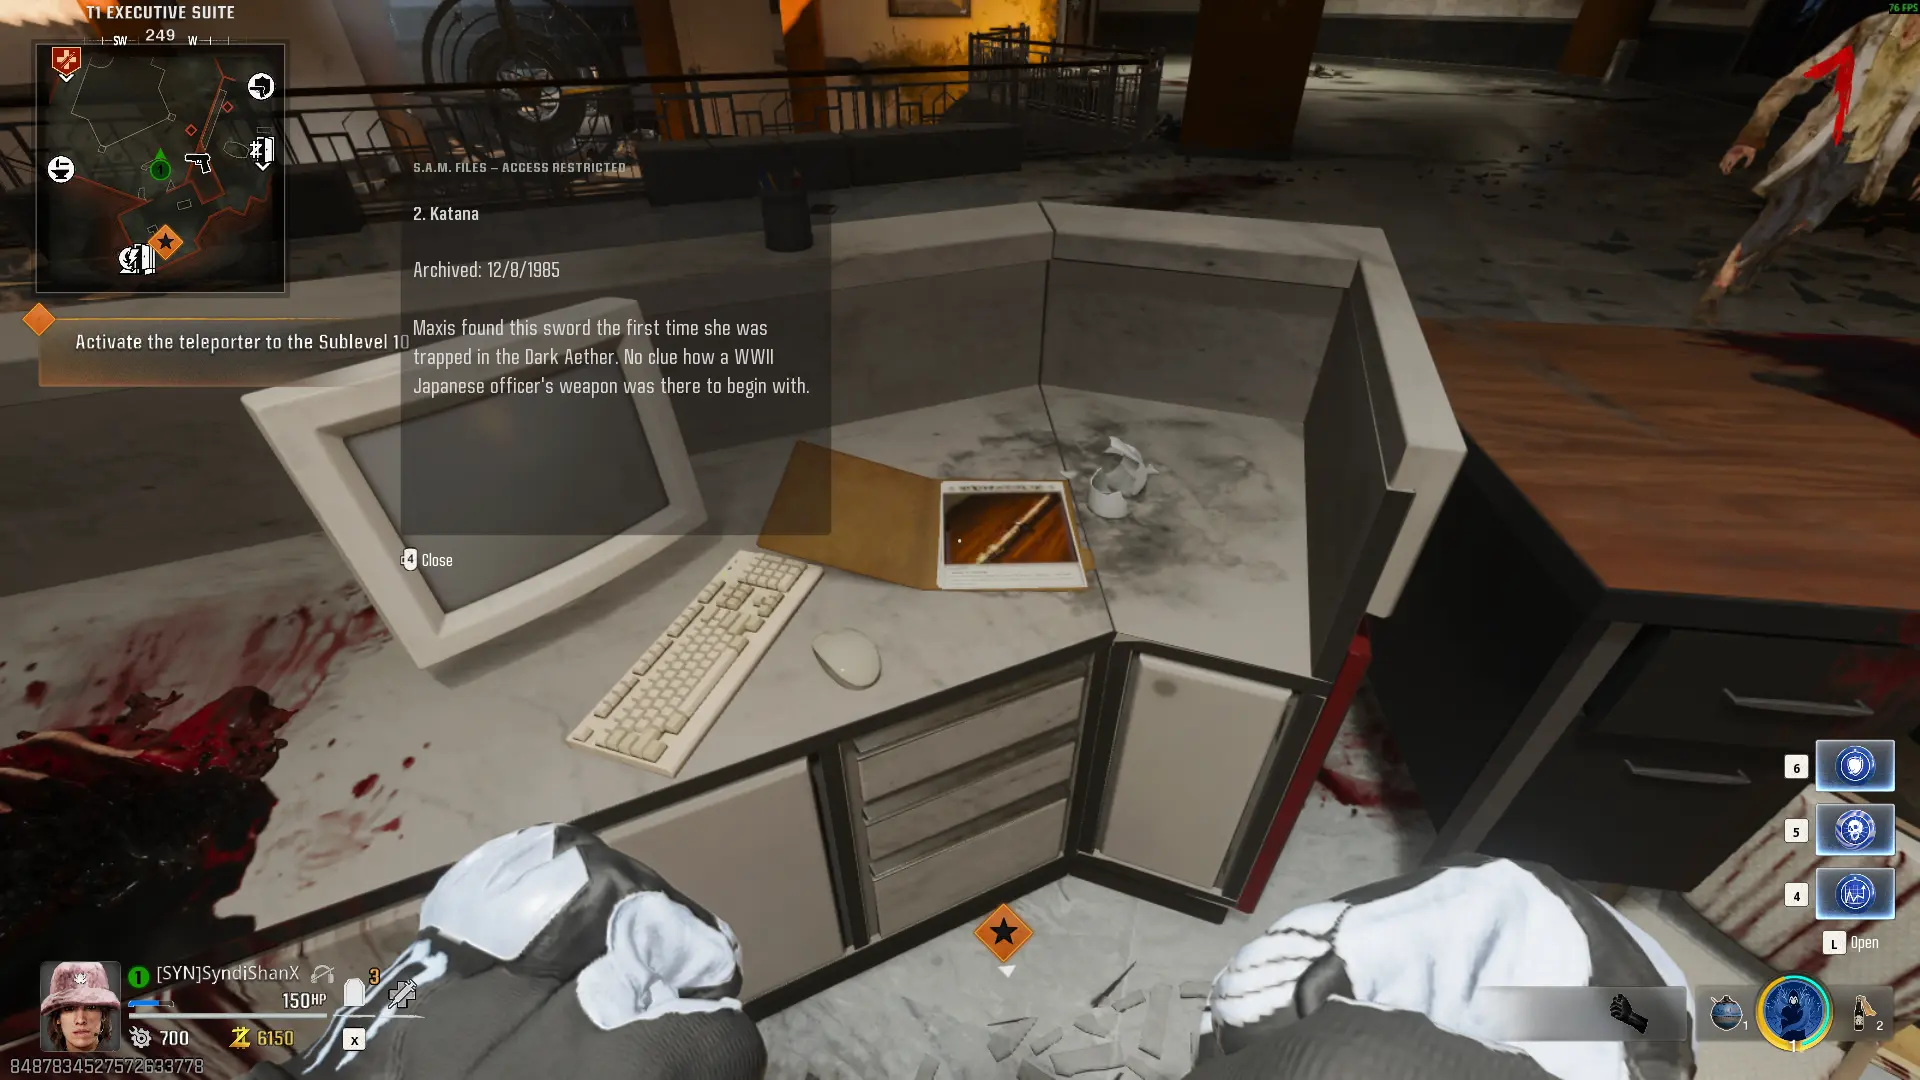 T1 EXECUTIVE SUITE
SW 249 W
76 FPS
1
Activate the teleporter to the Sublevel 10
S.A.M. FILES – ACCESS RESTRICTED
2. Katana
Archived: 12/8/1985
Maxis found this sword the first time she was
trapped in the Dark Aether. No clue how a WWII
Japanese officer's weapon was there to begin with.
4 Close
6
5
4
L Open
1 [SYN]SyndiShanX
150HP
3
700
6150
X
8487834527572633778
1
1
2